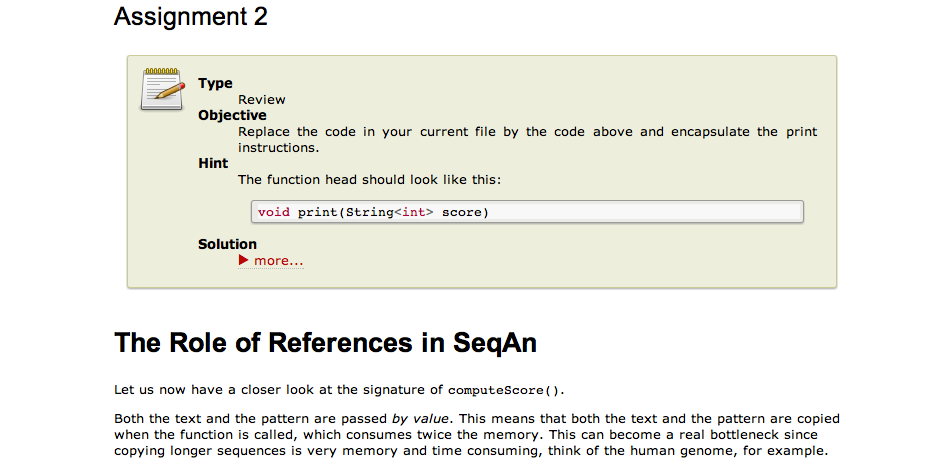 Assignment 2
Type
Review
Objective
Replace the code in your current file by the code above and encapsulate the print
instructions.
Hint
The function head should look like this:
void print(String<int> score)
Solution
more...
The Role of References in SeqAn
Let us now have a closer look at the signature of computeScore().
Both the text and the pattern are passed by value. This means that both the text and the pattern are copied
when the function is called, which consumes twice the memory. This can become a real bottleneck since
copying longer sequences is very memory and time consuming, think of the human genome, for example.